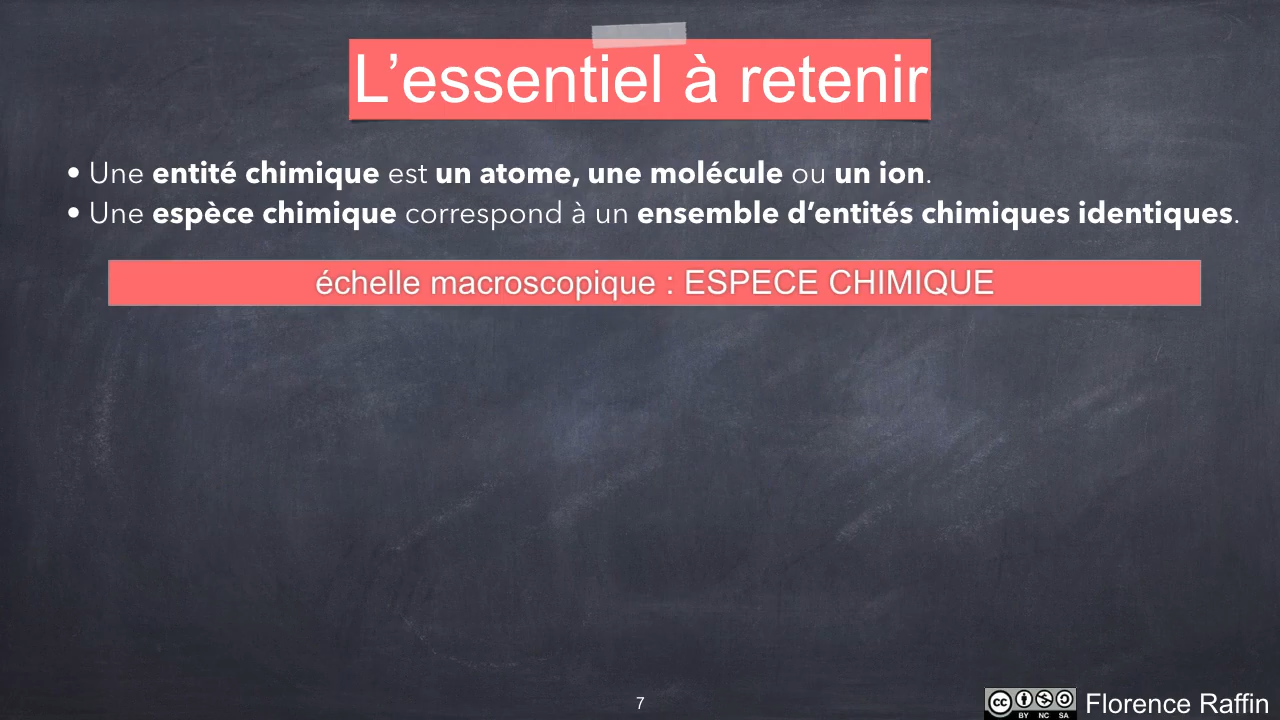 L’essentiel à retenir
• Une entité chimique est un atome, une molécule ou un ion.
• Une espèce chimique correspond à un ensemble d’entités chimiques identiques.
échelle macroscopique : ESPECE CHIMIQUE
7
cc BY NC SA
Florence Raffin